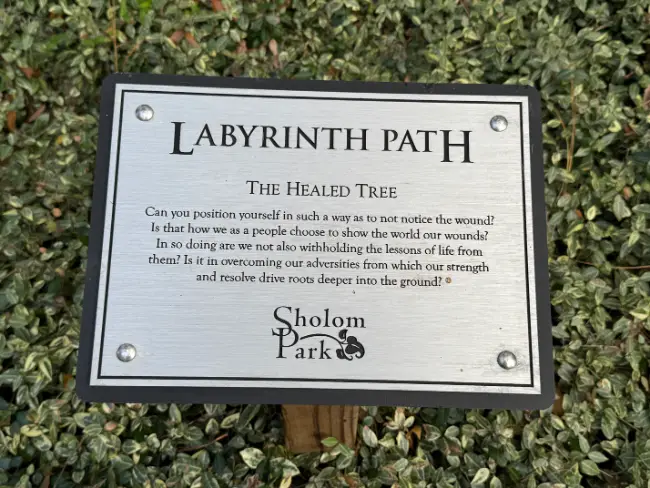 LABYRINTH PATH
THE HEALED TREE
Can you position yourself in such a way as to not notice the wound?
Is that how we as a people choose to show the world our wounds?
In so doing are we not also withholding the lessons of life from
them? Is it in overcoming our adversities from which our strength
and resolve drive roots deeper into the ground?
Sholom
Park